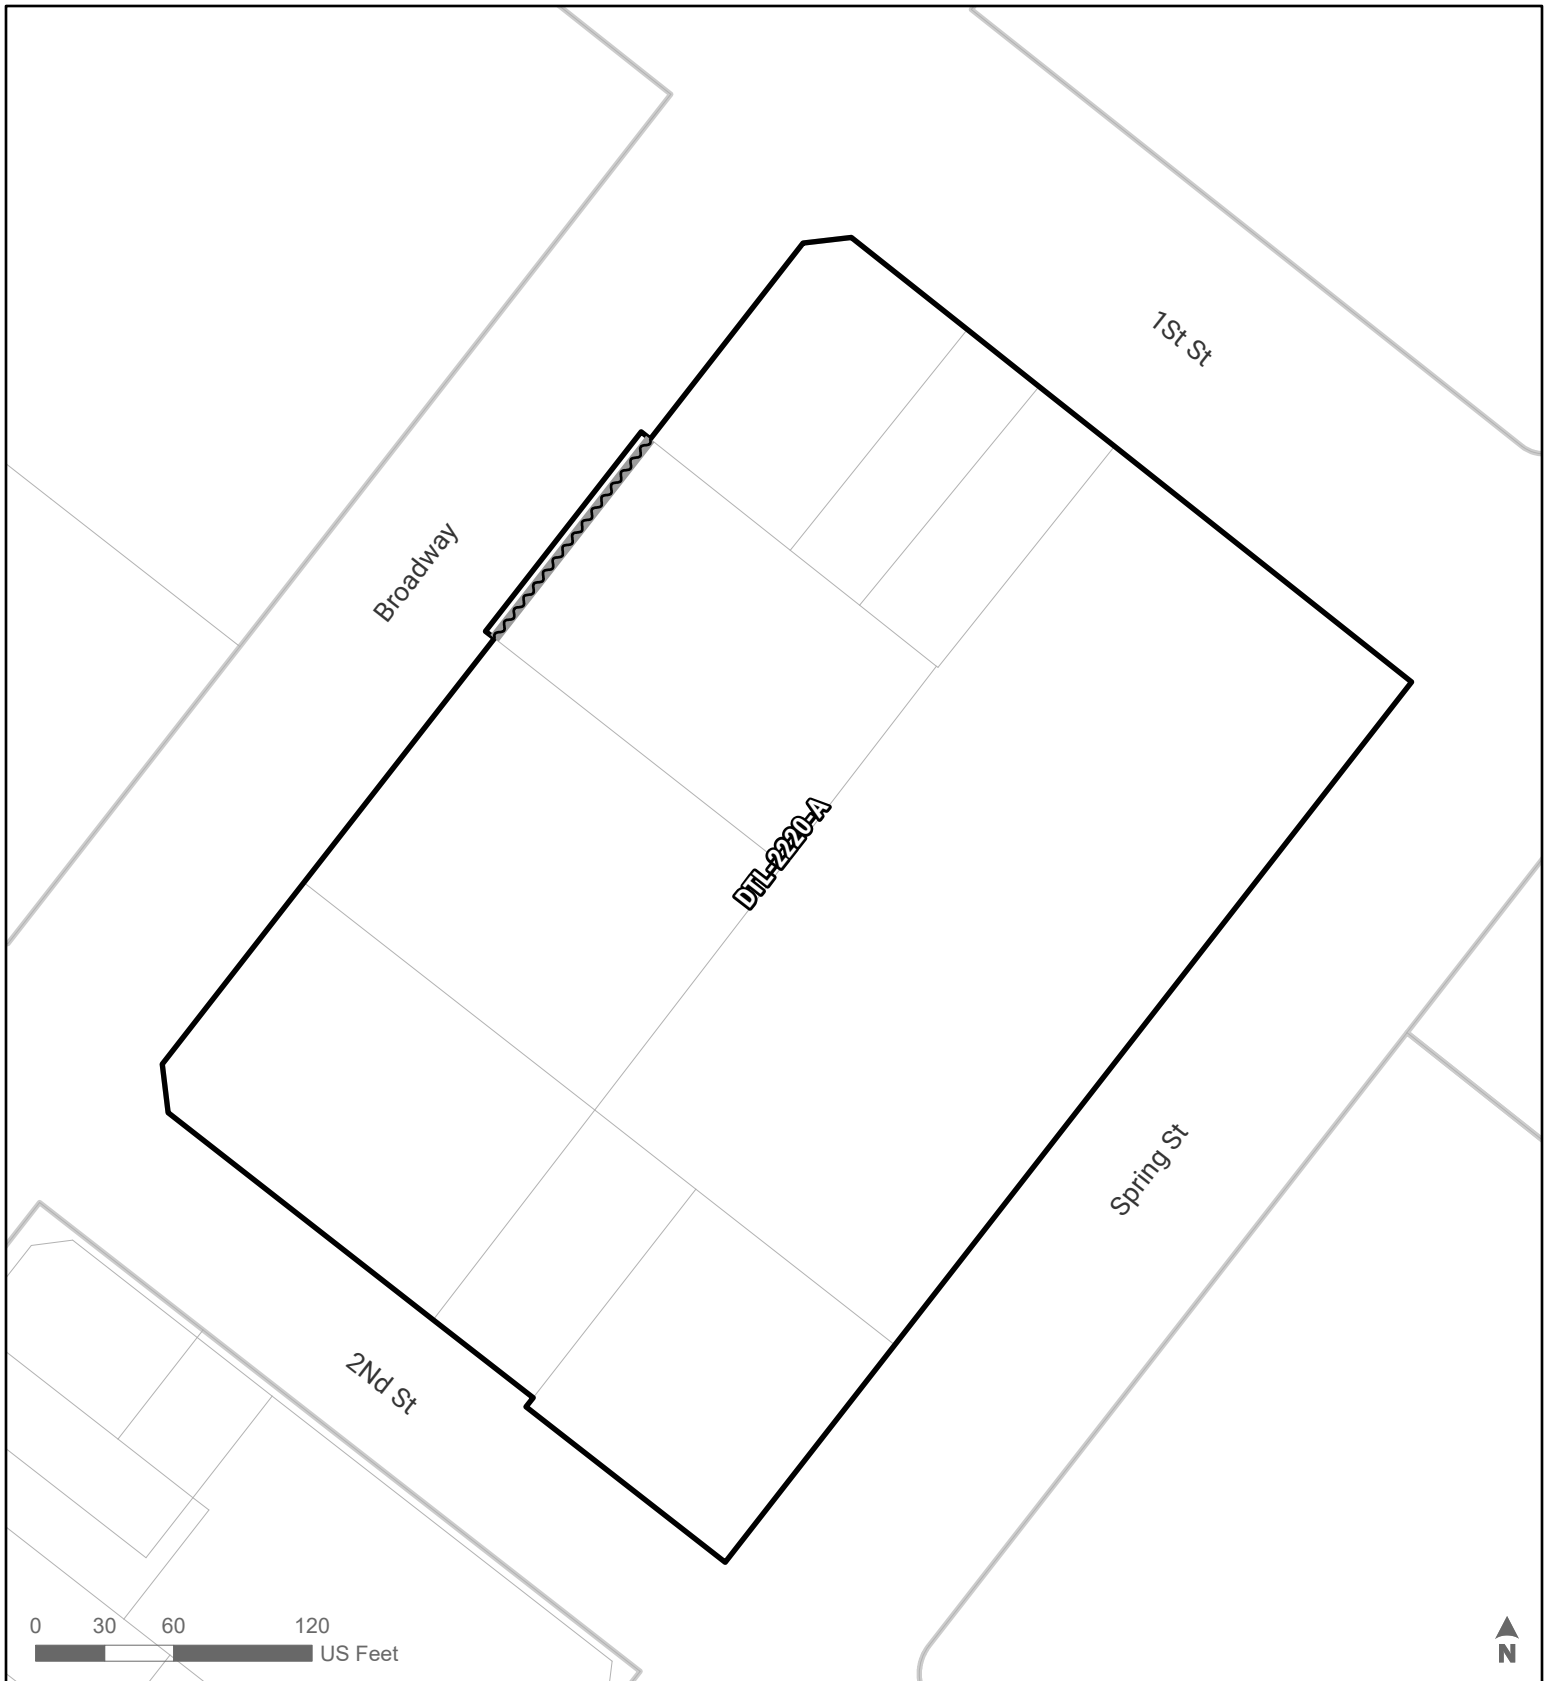 1St St
Broadway
DTL-2220-A
Spring St
2Nd St
0 30 60 120
US Feet
N